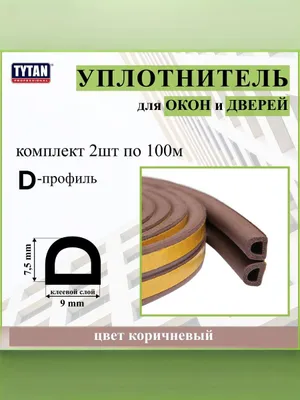 TYTAN
PROFESSIONAL
УПЛОТНИТЕЛЬ
для ОКОН и ДВЕРЕЙ
комплект 2шт по 100м
D-профиль
7,5 mm
клеевой слой
9 mm
цвет коричневый